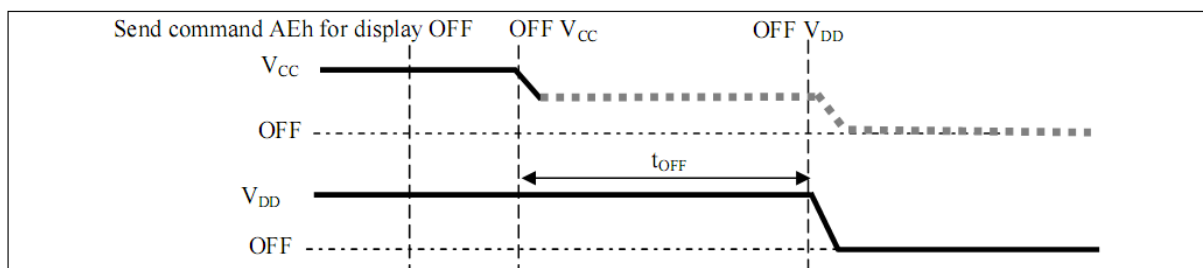 Send command AEh for display OFF OFF VCC OFF VDD
VCC
OFF
tOFF
VDD
OFF